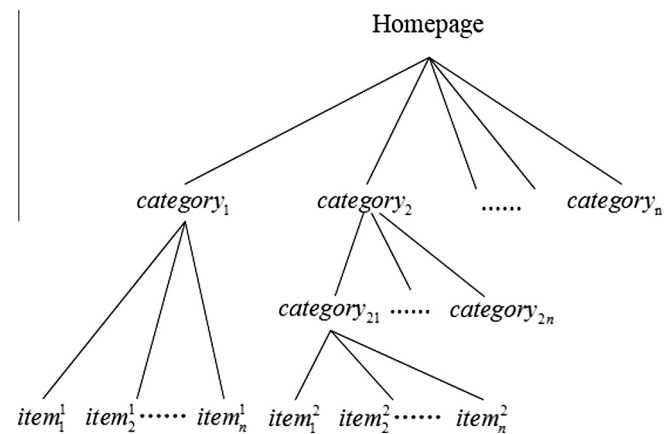 Homepage
category₁ category₂ ...... categoryₙ
category₂₁ ...... category₂ₙ
item₁¹ item₂¹ ...... itemₙ¹ item₁² item₂² ...... itemₙ²